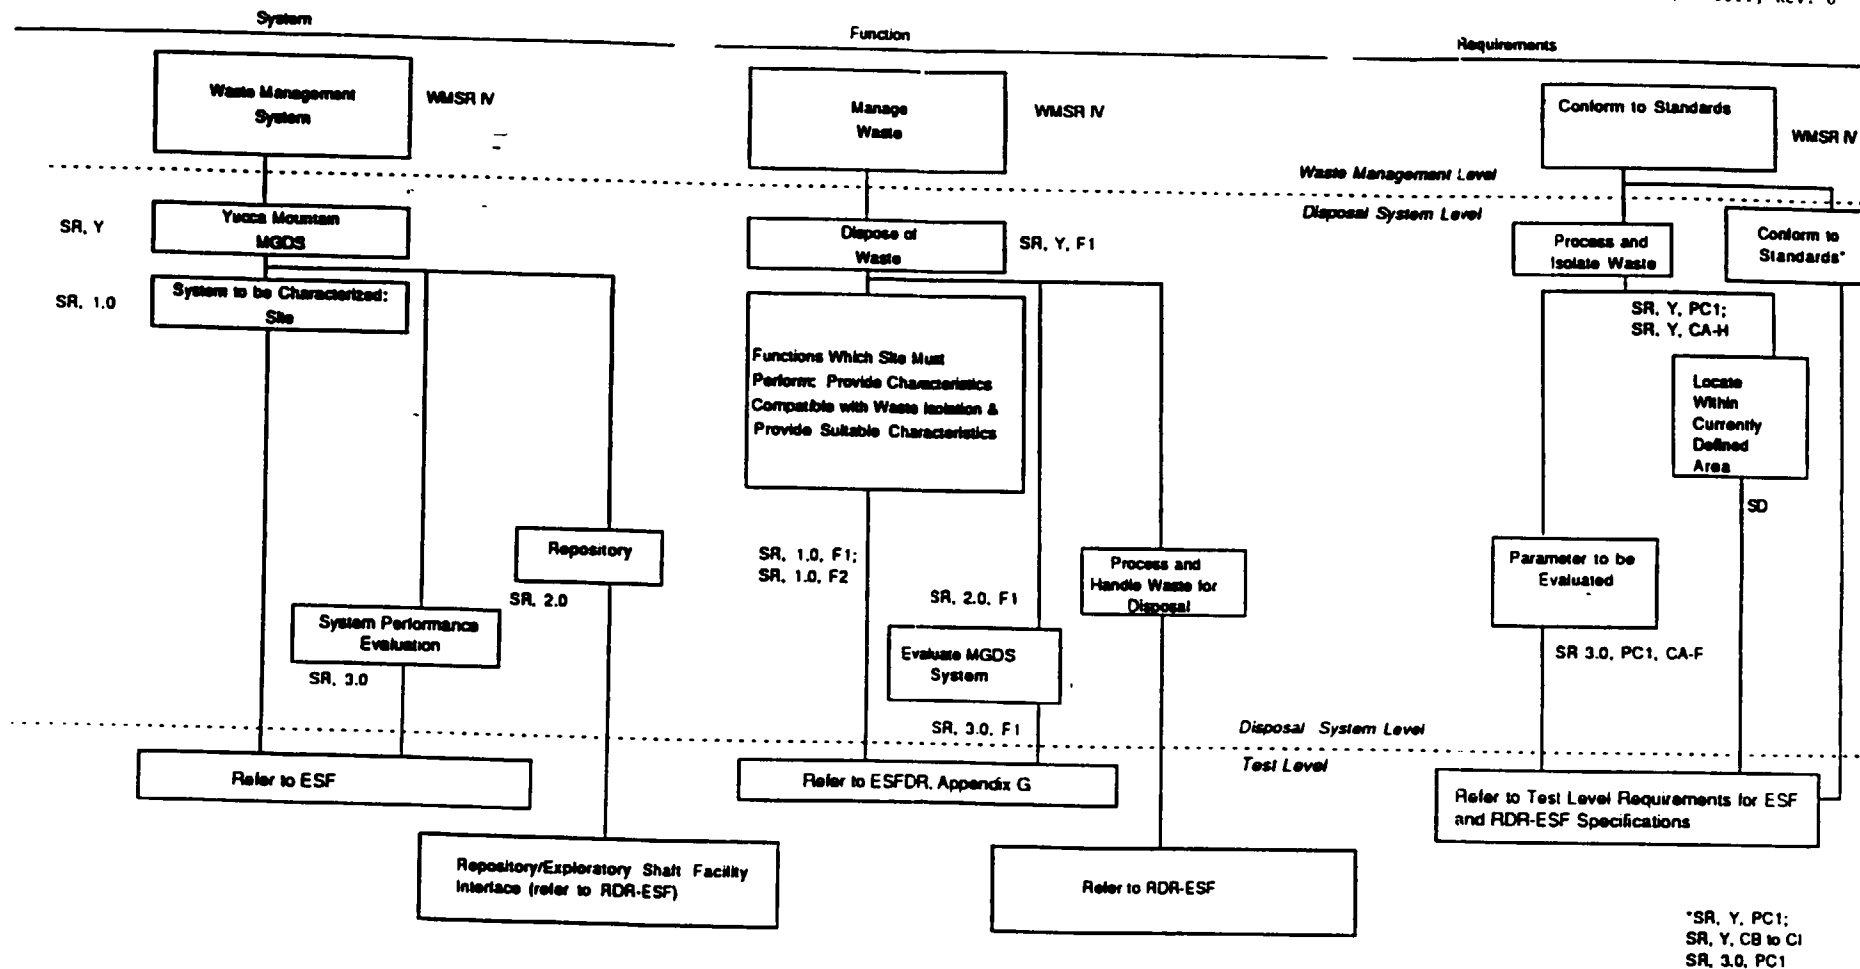 System
Function
Requirements
Waste Management
System
WMSR IV
Manage
Waste
WMSR IV
Conform to Standards
WMSR IV
Waste Management Level
Disposal System Level
SR, Y
Yucca Mountain
MGDS
Dispose of
Waste
SR, Y, F1
Process and
Isolate Waste
Conform to
Standards*
SR, 1.0
System to be Characterized:
Site
SR, Y, PC1;
SR, Y, CA-H
Functions Which Site Must
Perform: Provide Characteristics
Compatible with Waste Isolation &
Provide Suitable Characteristics
Locate
Within
Currently
Defined
Area
SD
Repository
SR, 2.0
SR, 1.0, F1;
SR, 1.0, F2
SR, 2.0, F1
Process and
Handle Waste for
Disposal
Parameter to be
Evaluated
SR 3.0, PC1, CA-F
System Performance
Evaluation
SR, 3.0
Evaluate MGDS
System
SR, 3.0, F1
Disposal System Level
Test Level
Refer to ESF
Refer to ESFDR, Appendix G
Refer to Test Level Requirements for ESF
and RDR-ESF Specifications
Repository/Exploratory Shaft Facility
Interface (refer to RDR-ESF)
Refer to RDR-ESF
*SR, Y, PC1;
SR, Y, CB to CI
SR, 3.0, PC1